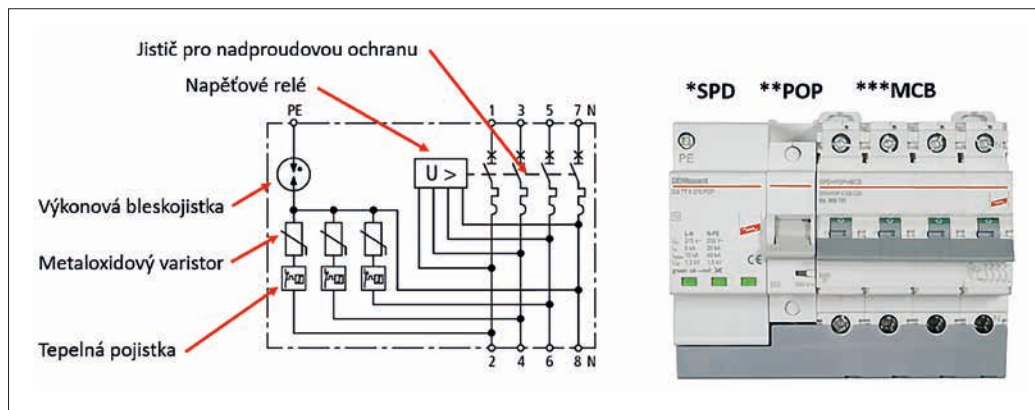 Jistič pro nadproudovou ochranu
Napěťové relé
PE
1 3 5 7 N
U >
Výkonová bleskojistka
Metaloxidový varistor
Tepelná pojistka
2 4 6 8 N
*SPD **POP ***MCB
PE
L-N N-PE
CE
N